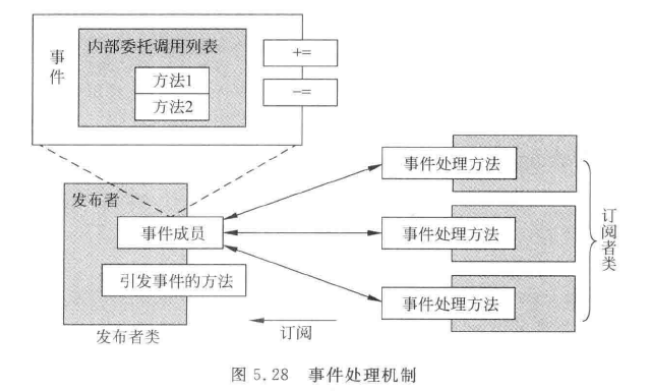 事件
内部委托调用列表
方法1
方法2
+=
-=
发布者
事件成员
引发事件的方法
发布者类
事件处理方法
事件处理方法
事件处理方法
订阅者类
订阅
图 5.28 事件处理机制